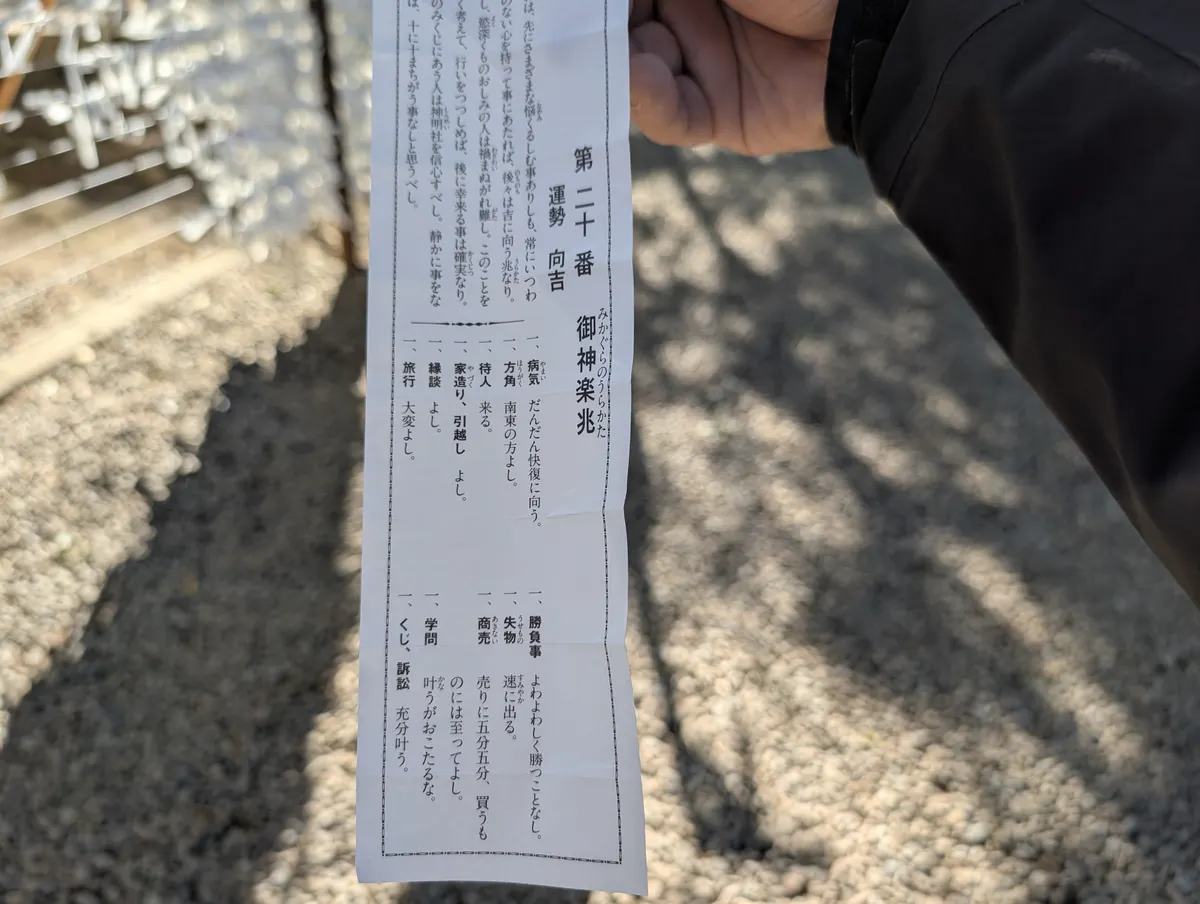 第二十番 御神楽兆
みかぐらのうらかた
運勢 向吉
は、先にさまざまな悩くるしむ事ありしも、常にいつわ
のない心を持って事にあたれば、後々は吉に向う兆なり。
し、慾深くものおしみの人は禍まぬがれ難し。このことを
く考えて、行いをつつしめば、後に幸来る事は確実なり。
のみくじにあう人は神明社を信心すべし。静かに事をな
は、十に十まちがう事なしと思うべし。
一、病気 だんだん快復に向う。
一、方角 南東の方よし。
一、待人 来る。
一、家造り、引越し よし。
一、縁談 よし。
一、旅行 大変よし。
一、勝負事 よわよわしく勝つことなし。
一、失物 速に出る。
一、商売 売りに五分五分、買うも
のには至ってよし。
一、学問 叶うがおこたるな。
一、くじ、訴訟 充分叶う。